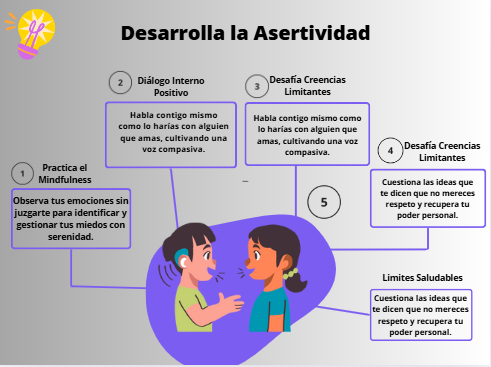 Desarrolla la Asertividad
1
Practica el
Mindfulness
Observa tus emociones sin
juzgarte para identificar y
gestionar tus miedos con
serenidad.
2
Diálogo Interno
Positivo
Habla contigo mismo
como lo harías con alguien
que amas, cultivando una
voz compasiva.
3
Desafía Creencias
Limitantes
Habla contigo mismo como
lo harías con alguien que
amas, cultivando una voz
compasiva.
4
Desafía Creencias
Limitantes
Cuestiona las ideas que
te dicen que no mereces
respeto y recupera tu
poder personal.
5
Limites Saludables
Cuestiona las ideas que
te dicen que no mereces
respeto y recupera tu
poder personal.